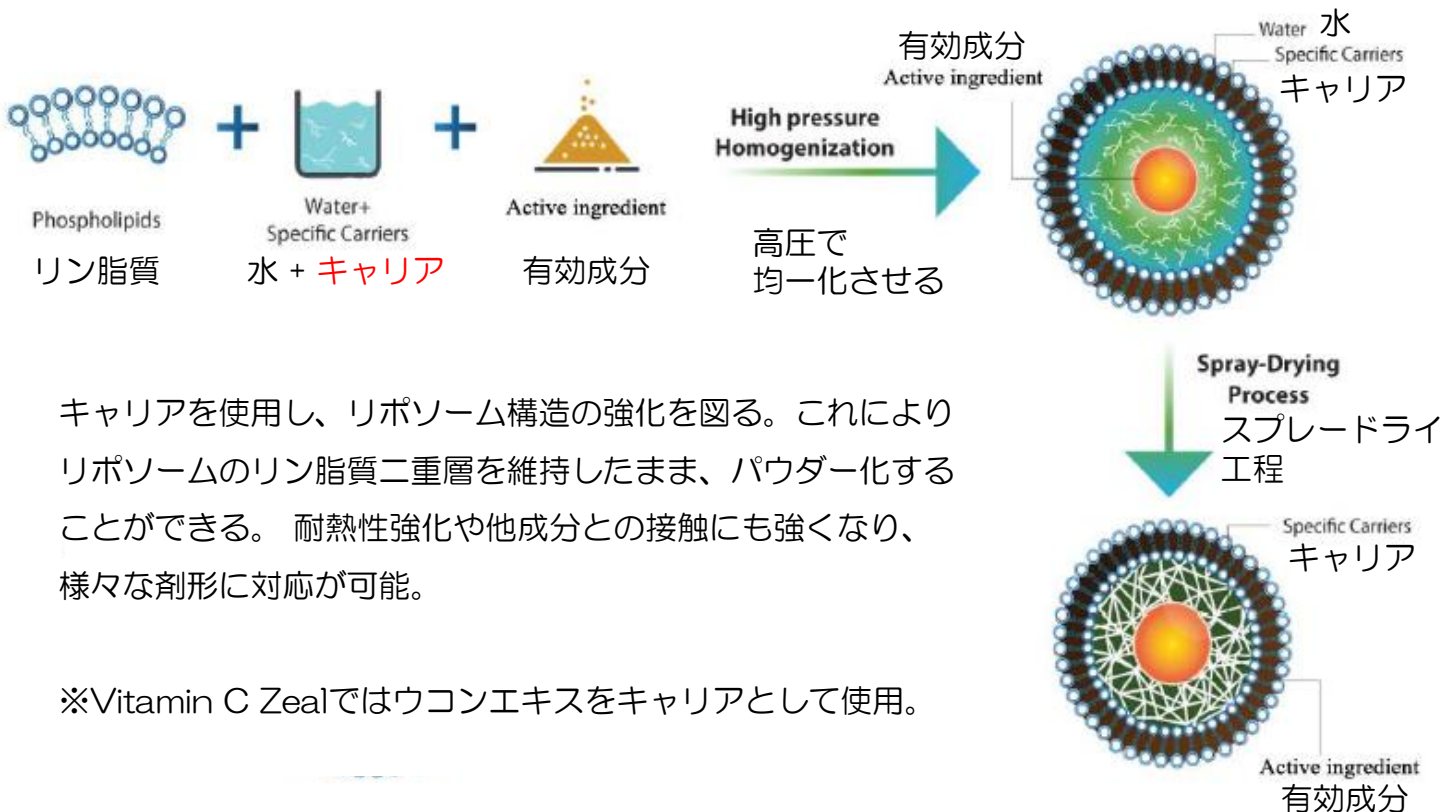 Phospholipids
リン脂質
Water+
Specific Carriers
水 + キャリア
Active ingredient
有効成分
High pressure
Homogenization
高圧で
均一化させる
有効成分
Active ingredient
Water 水
Specific Carriers
キャリア
Spray-Drying
Process
スプレードライ
工程
キャリアを使用し、リポソーム構造の強化を図る。これにより
リポソームのリン脂質二重層を維持したまま、パウダー化する
ことができる。 耐熱性強化や他成分との接触にも強くなり、
様々な剤形に対応が可能。
※Vitamin C Zealではウコンエキスをキャリアとして使用。
Specific Carriers
キャリア
Active ingredient
有効成分